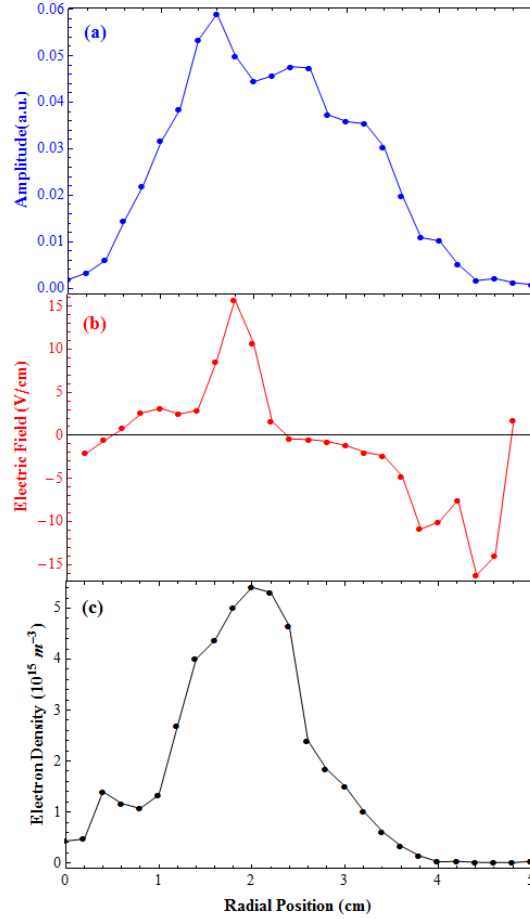 (a)
Amplitude(a.u.)
0.06
0.05
0.04
0.03
0.02
0.01
0.00
(b)
Electric Field (V/cm)
15
10
5
0
−5
−10
−15
(c)
Electron Density (10¹⁵ m⁻³)
5
4
3
2
1
0
0 1 2 3 4 5
Radial Position (cm)